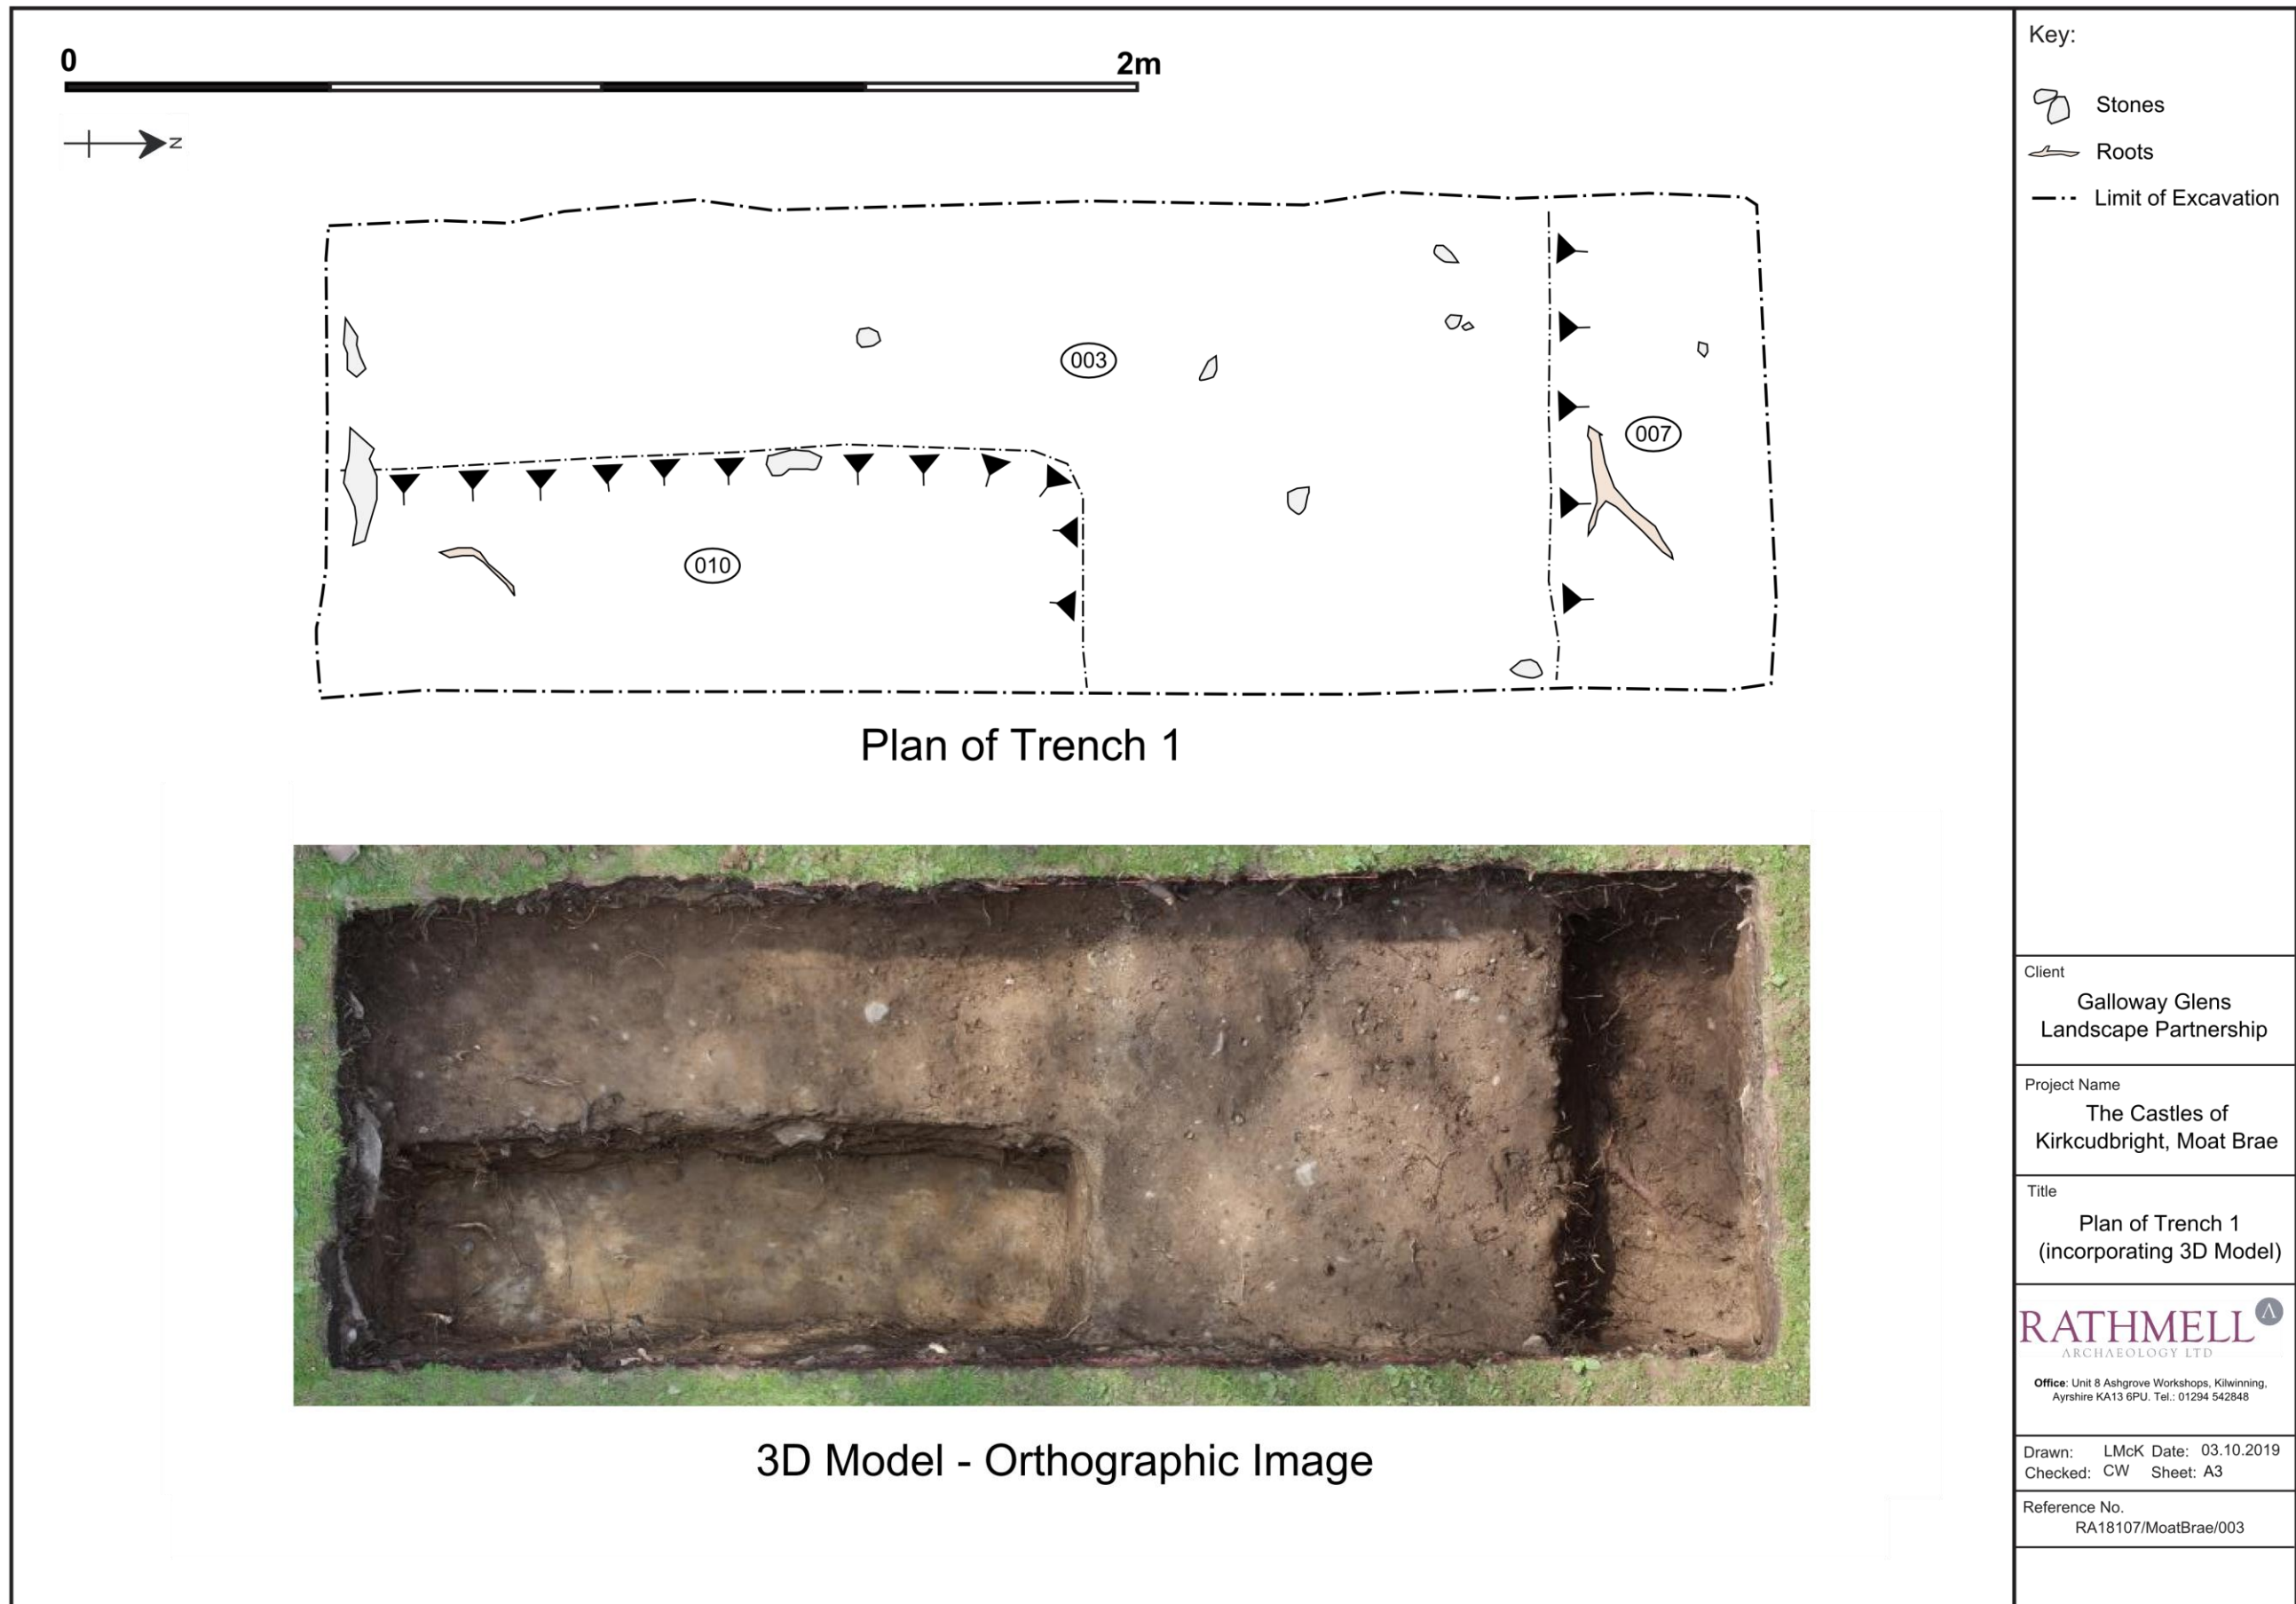 0
2m
N
003
007
010
Plan of Trench 1
3D Model - Orthographic Image
Key:
Stones
Roots
Limit of Excavation
Client
Galloway Glens
Landscape Partnership
Project Name
The Castles of
Kirkcudbright, Moat Brae
Title
Plan of Trench 1
(incorporating 3D Model)
RATHMELL
ARCHAEOLOGY LTD
Office: Unit 8 Ashgrove Workshops, Kilwinning,
Ayrshire KA13 6PU. Tel.: 01294 542848
Drawn: LMcK Date: 03.10.2019
Checked: CW Sheet: A3
Reference No.
RA18107/MoatBrae/003